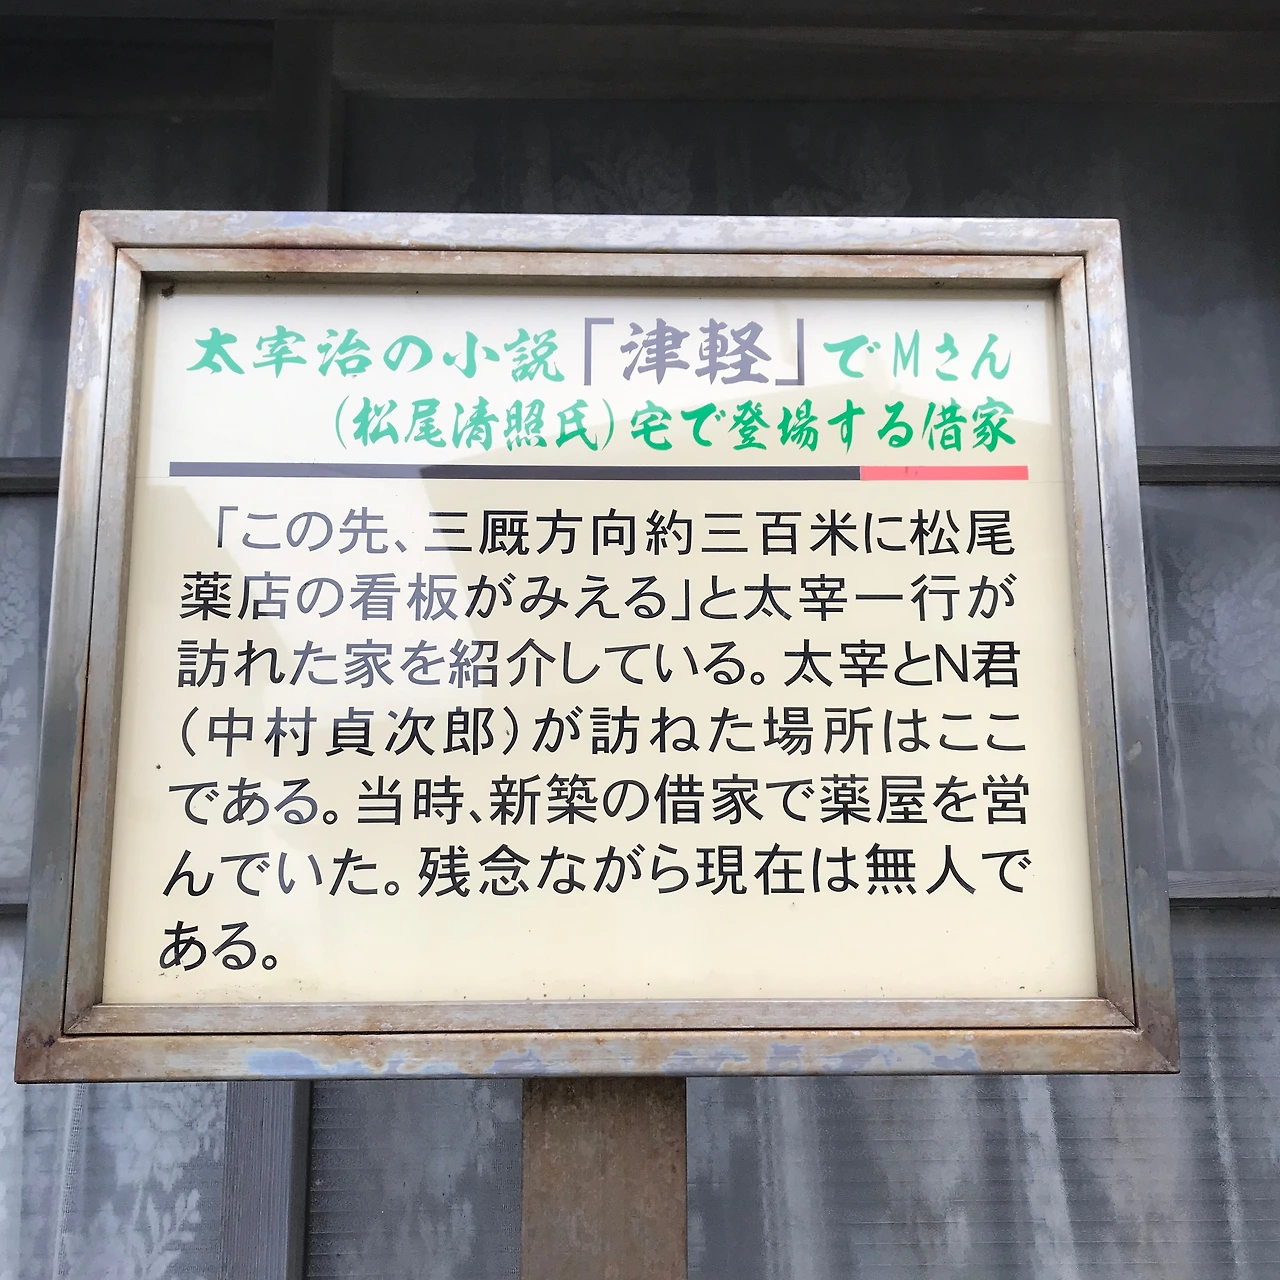 太宰治の小説「津軽」でMさん
(松尾清照氏)宅で登場する借家
「この先、三厩方向約三百米に松尾
薬店の看板がみえる」と太宰一行が
訪れた家を紹介している。太宰とN君
(中村貞次郎)が訪ねた場所はここ
である。当時、新築の借家で薬屋を営
んでいた。残念ながら現在は無人で
ある。